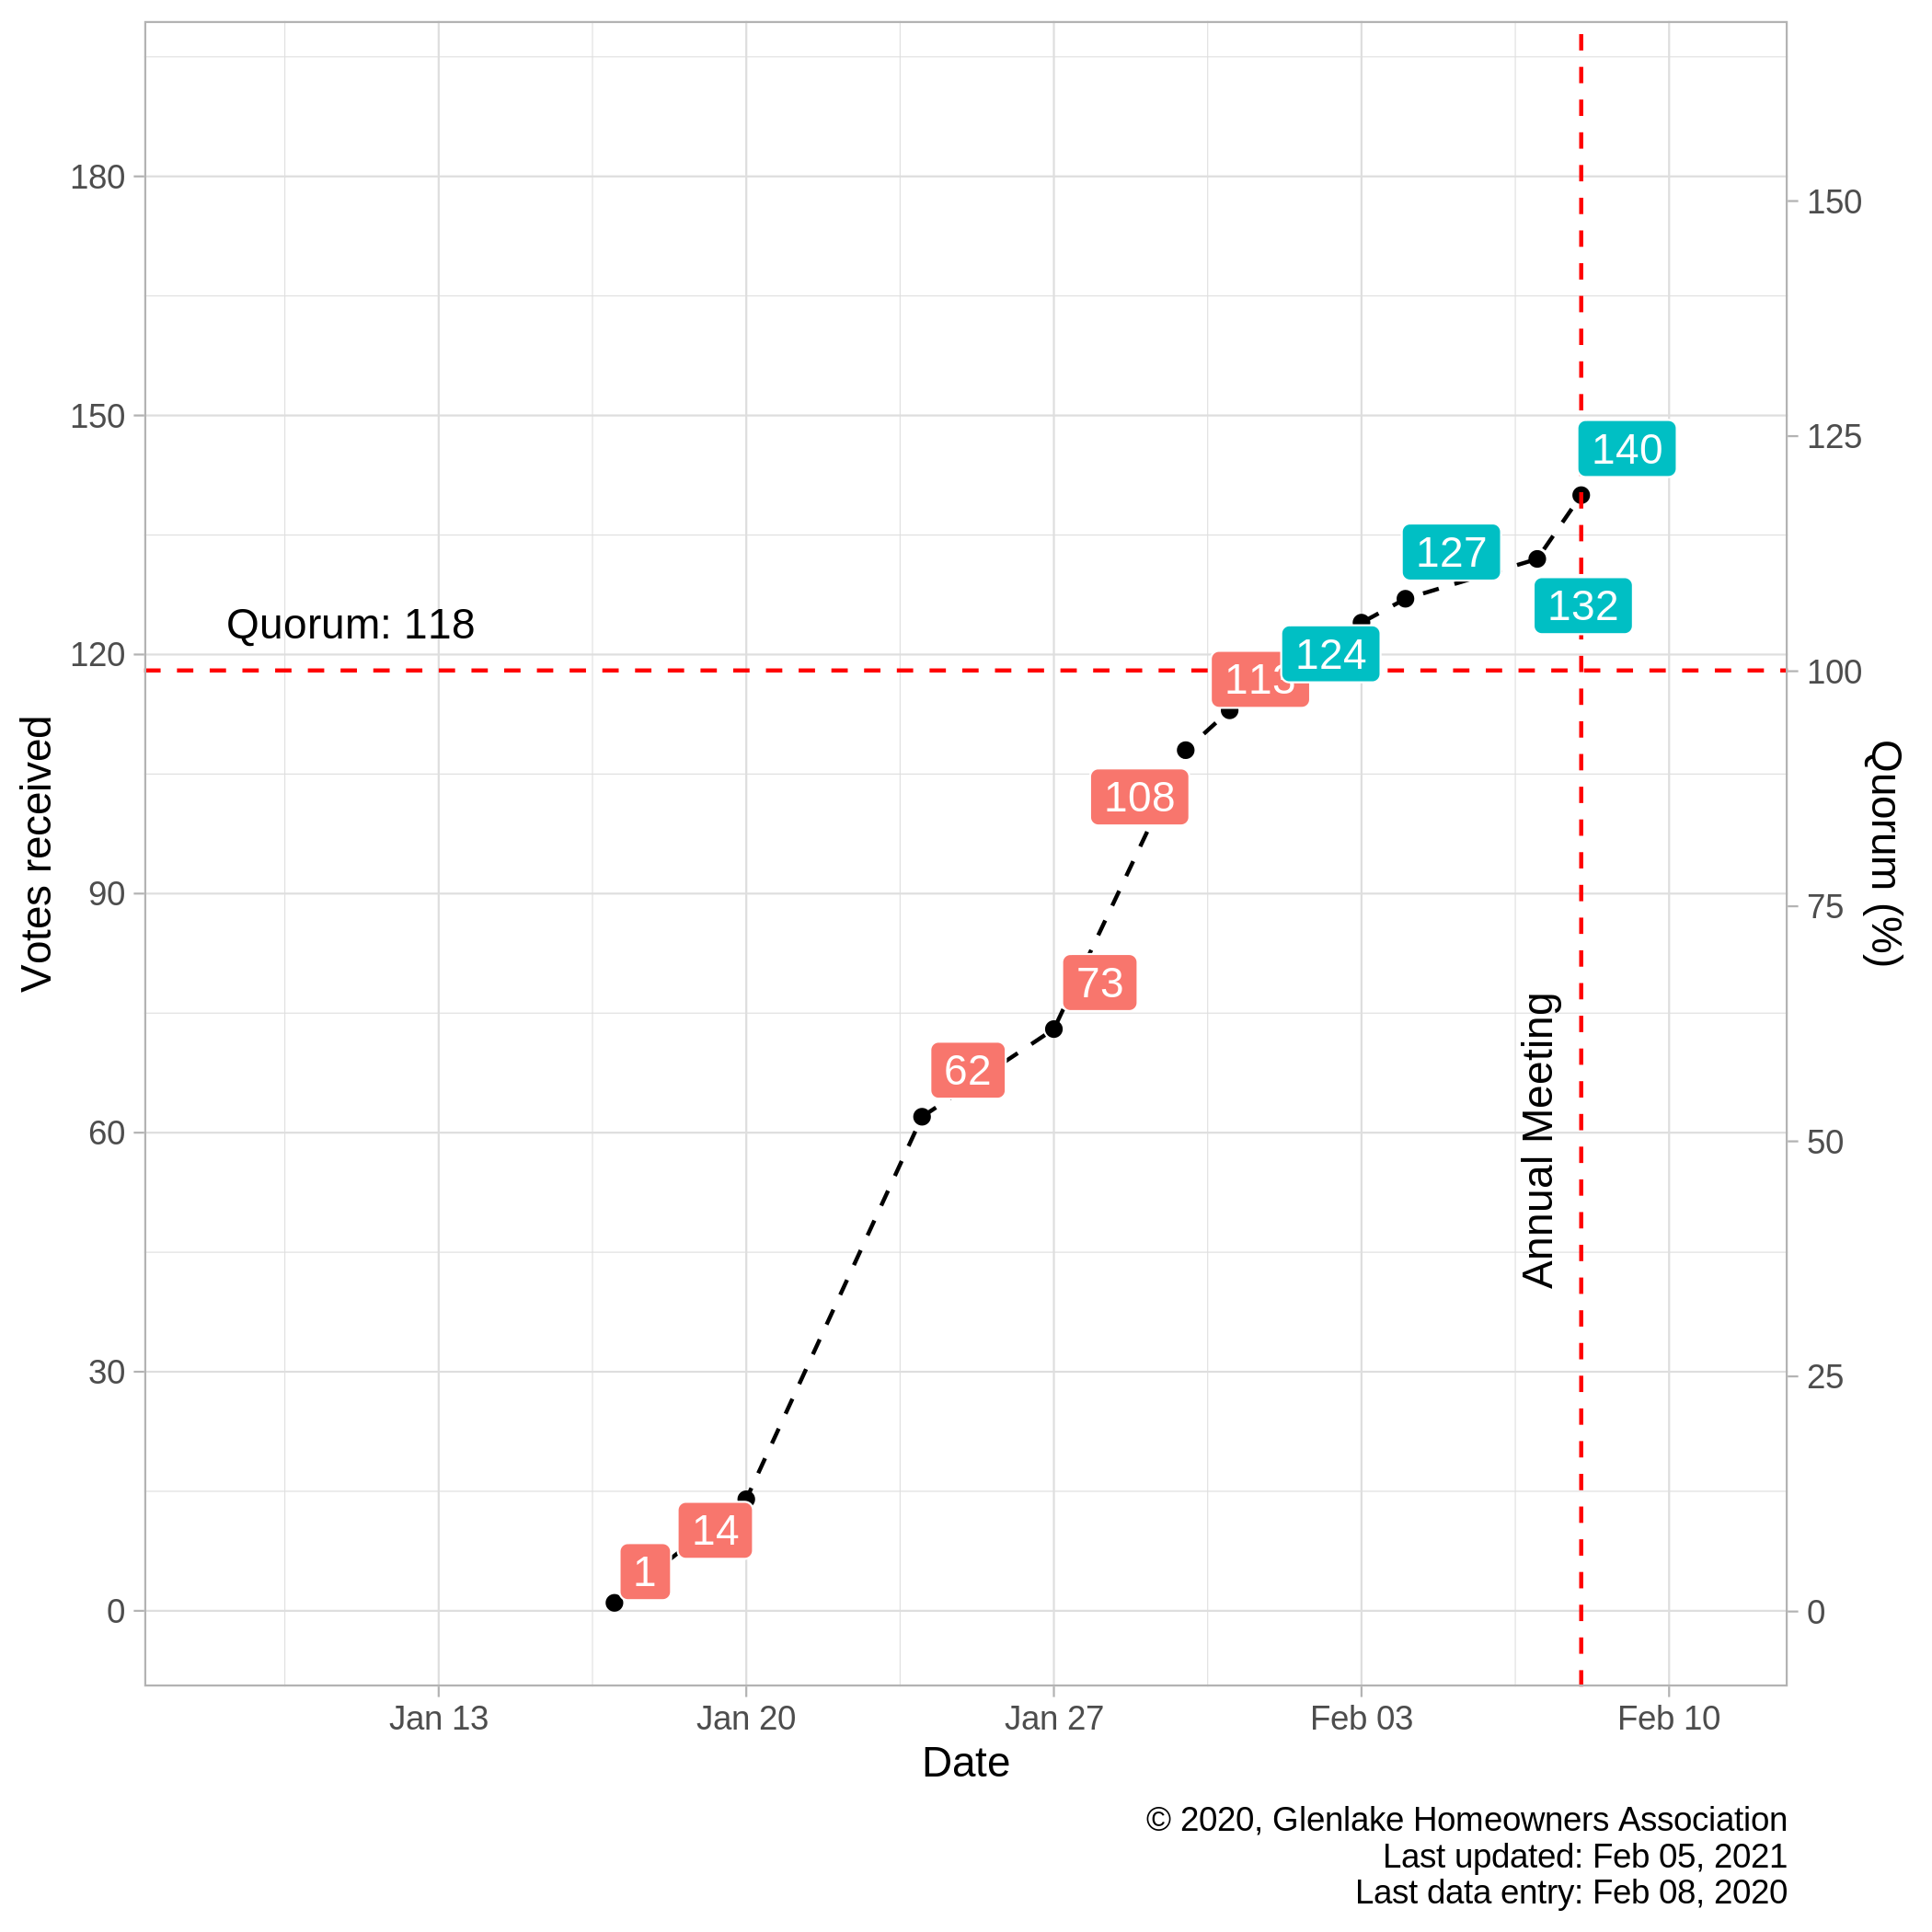 180
150
120
90
60
30
0
Votes received
150
125
100
75
50
25
0
Quorum (%)
Quorum: 118
Annual Meeting
140
127
132
124
113
108
73
62
14
1
Jan 13
Jan 20
Jan 27
Feb 03
Feb 10
Date
© 2020, Glenlake Homeowners Association
Last updated: Feb 05, 2021
Last data entry: Feb 08, 2020